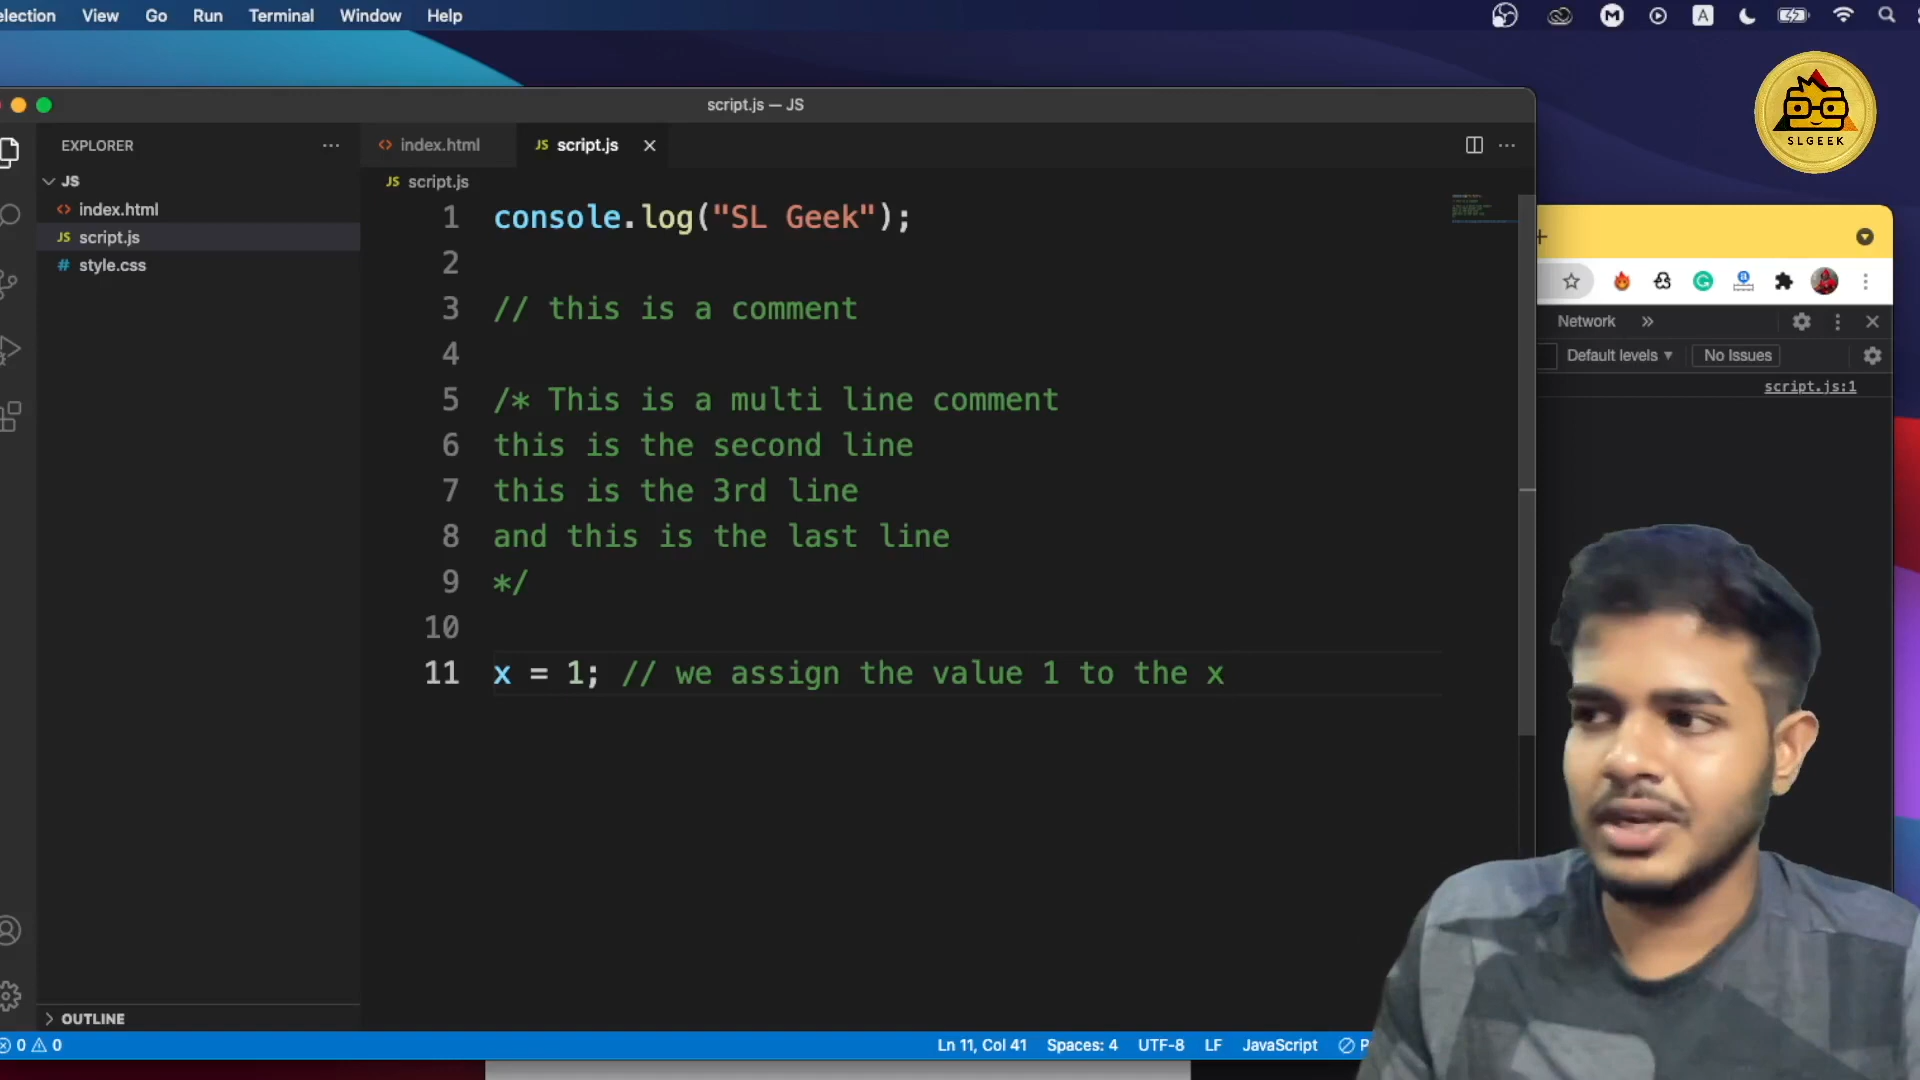 election View Go Run Terminal Window Help
A
SLGEEK
script.js — JS
EXPLORER
index.html
JS script.js
JS
JS script.js
index.html
JS script.js
# style.css
1 console.log("SL Geek");
2
3 // this is a comment
4
5 /* This is a multi line comment
6 this is the second line
7 this is the 3rd line
8 and this is the last line
9 */
10
11 x = 1; // we assign the value 1 to the x
Network
Default levels ▾ No Issues
script.js:1
OUTLINE
0 0
Ln 11, Col 41 Spaces: 4 UTF-8 LF JavaScript P